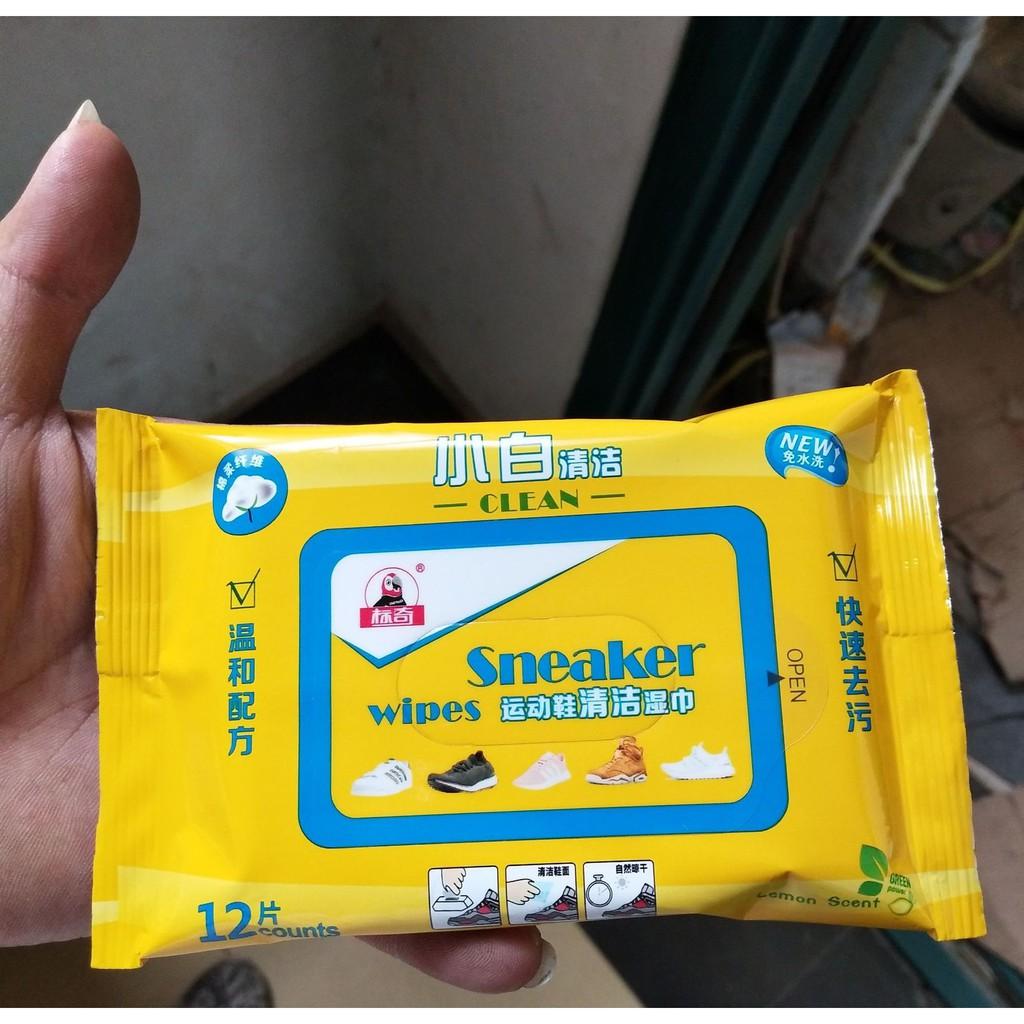 小白清洁
CLEAN
棉柔纤维
NEW!
免水洗
标奇
®
温和配方
快速去污
Sneaker
wipes 运动鞋清洁湿巾
OPEN
清洁鞋面
自然晾干
GREEN
power
Lemon Scent
12片
counts